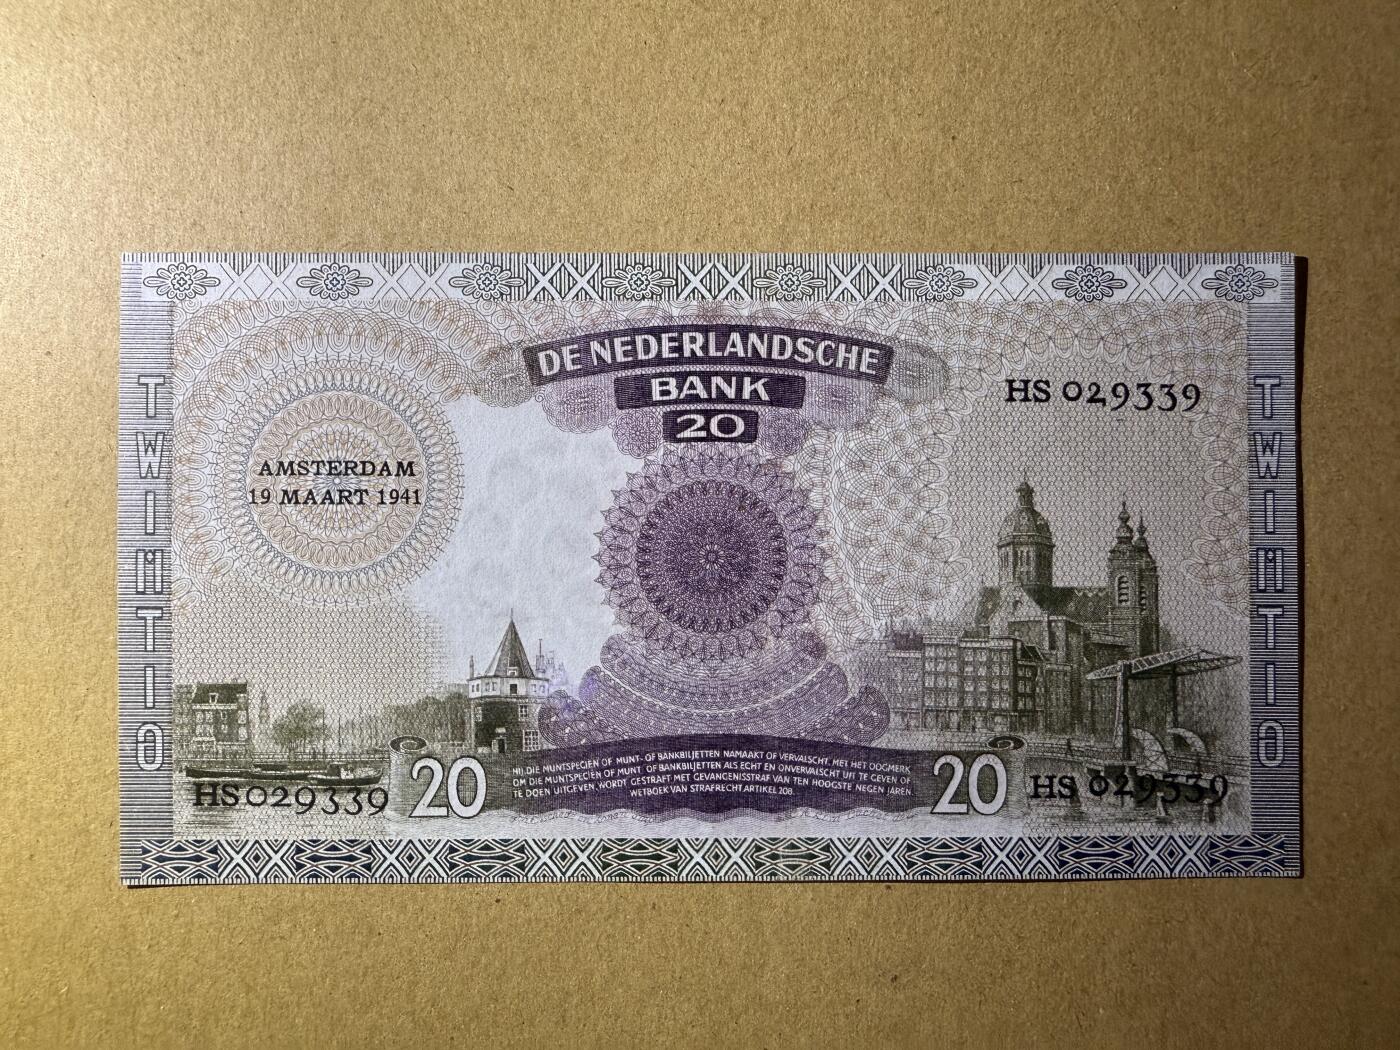 DE NEDERLANDSCHE
BANK
20
HS 029339
AMSTERDAM
19 MAART 1941
TWINTIG
TWINTIG
20
HIJ, DIE MUNTSPECIËN OF MUNT- OF BANKBILJETTEN NAMAAKT OF VERVALSCHT, MET HET OOGMERK
OM DIE MUNTSPECIËN OF MUNT- OF BANKBILJETTEN ALS ECHT EN ONVERVALSCHT UIT TE GEVEN OF
TE DOEN UITGEVEN, WORDT GESTRAFT MET GEVANGENISSTRAF VAN TEN HOOGSTE NEGEN JAREN.
WETBOEK VAN STRAFRECHT ARTIKEL 208.
20
HS 029339
HS 029339